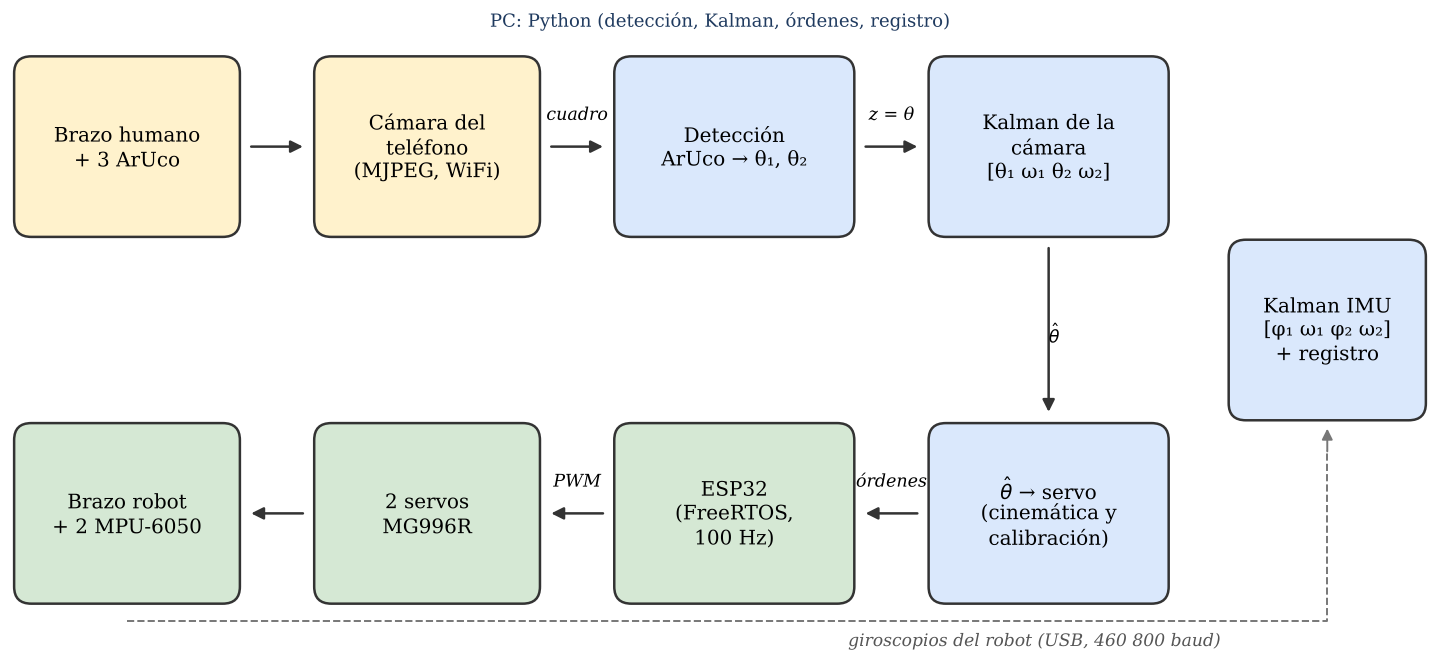 PC: Python (detección, Kalman, órdenes, registro)
Brazo humano
+ 3 ArUco
Cámara del
teléfono
(MJPEG, WiFi)
cuadro
Detección
ArUco → θ₁, θ₂
z = θ
Kalman de la
cámara
[θ₁ ω₁ θ₂ ω₂]
θ̂
Kalman IMU
[φ₁ ω₁ φ₂ ω₂]
+ registro
Brazo robot
+ 2 MPU-6050
2 servos
MG996R
PWM
ESP32
(FreeRTOS,
100 Hz)
órdenes
θ̂ → servo
(cinemática y
calibración)
giroscopios del robot (USB, 460 800 baud)